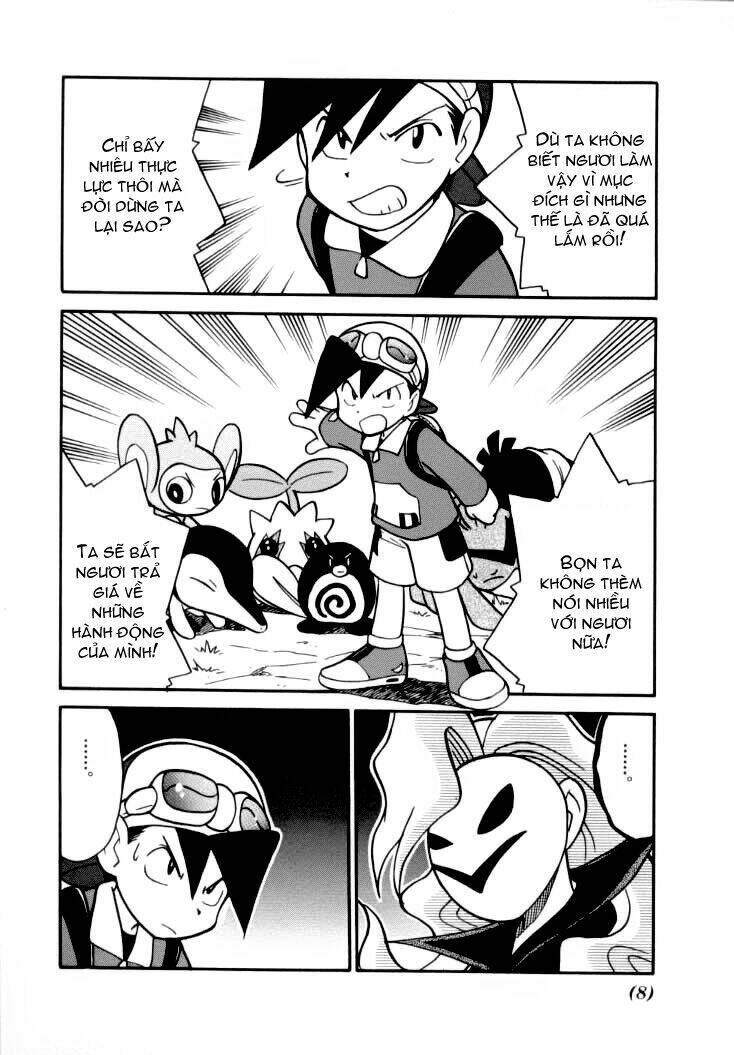 DÙ TA KHÔNG
BIẾT NGƯƠI LÀM
VẬY VÌ MỤC
ĐÍCH GÌ NHƯNG
THẾ LÀ ĐÃ QUÁ
LẮM RỒI!
CHỈ BẤY
NHIÊU THỰC
LỰC THÔI MÀ
ĐÒI DỪNG TA
LẠI SAO?
BỌN TA
KHÔNG THÈM
NÓI NHIỀU
VỚI NGƯƠI
NỮA!
TA SẼ BẮT
NGƯƠI TRẢ
GIÁ VỀ
NHỮNG
HÀNH ĐỘNG
CỦA MÌNH!
......。
......。
(8)